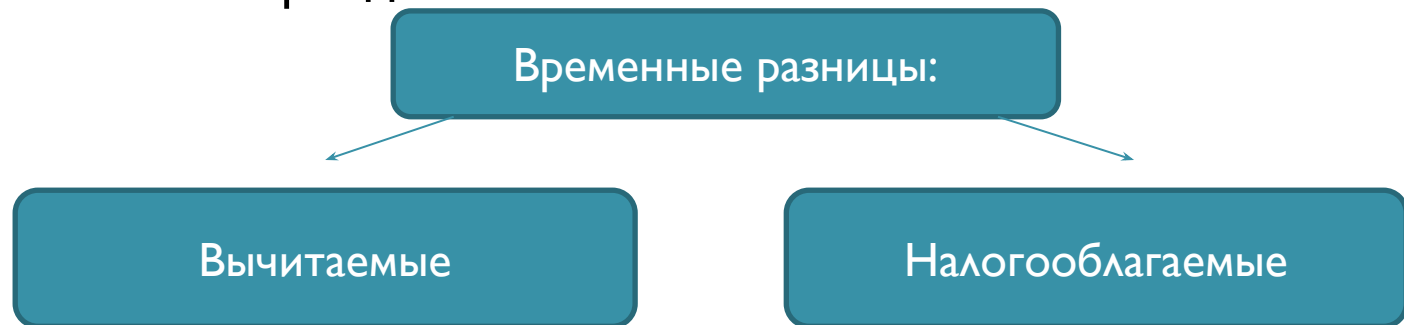 Временные разницы:
Вычитаемые
Налогооблагаемые